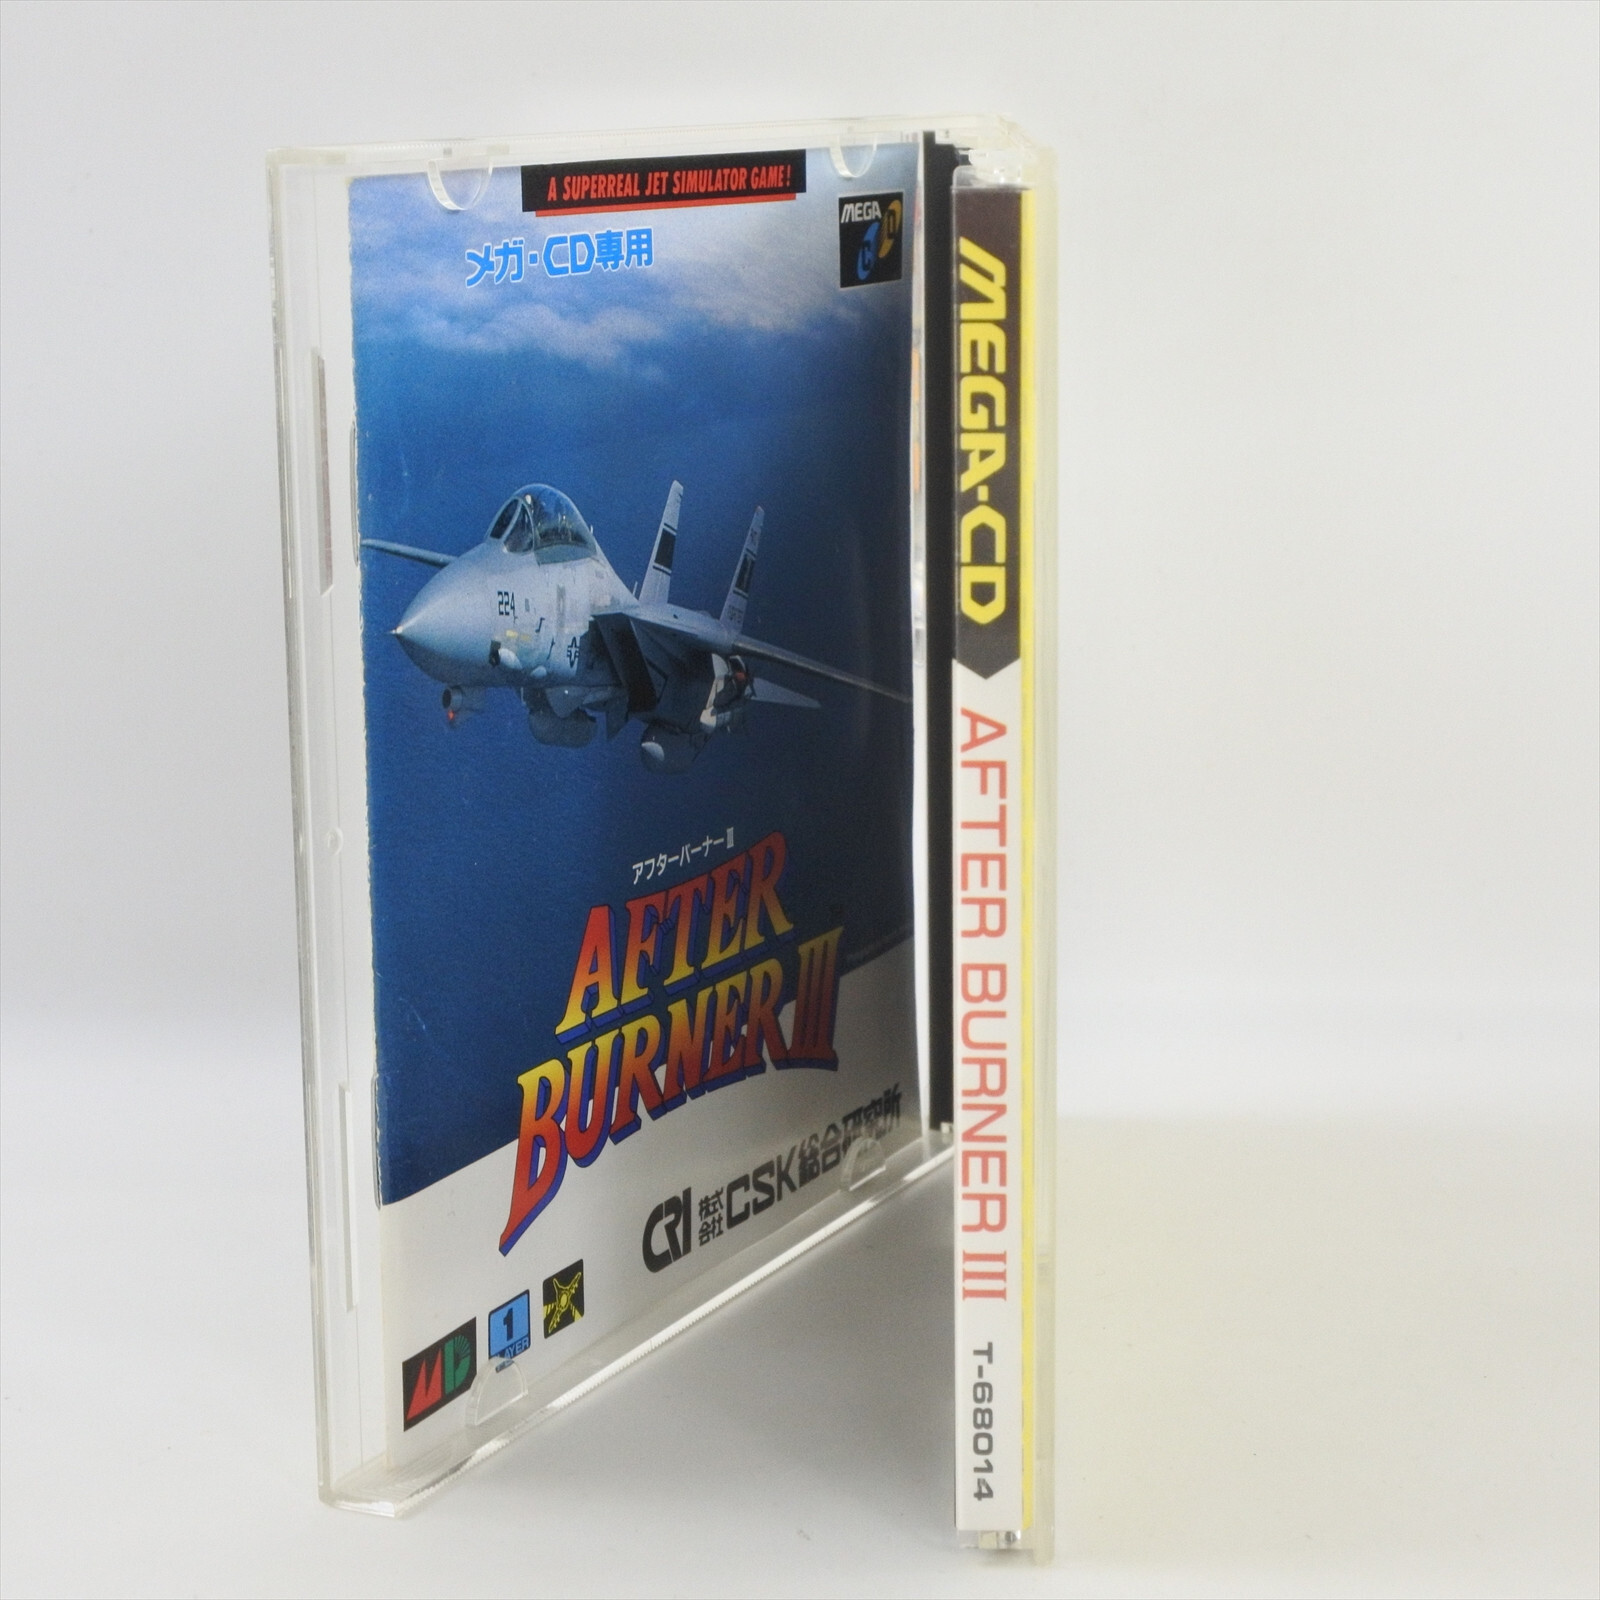 A SUPERREAL JET SIMULATOR GAME!
メガ・CD専用
MEGA
CD
224
アフターバーナーIII
AFTER
BURNER III
CRI 株式会社 CSK総合研究所
MD
1
PLAYER
MEGA-CD
AFTER BURNER III
T-68014